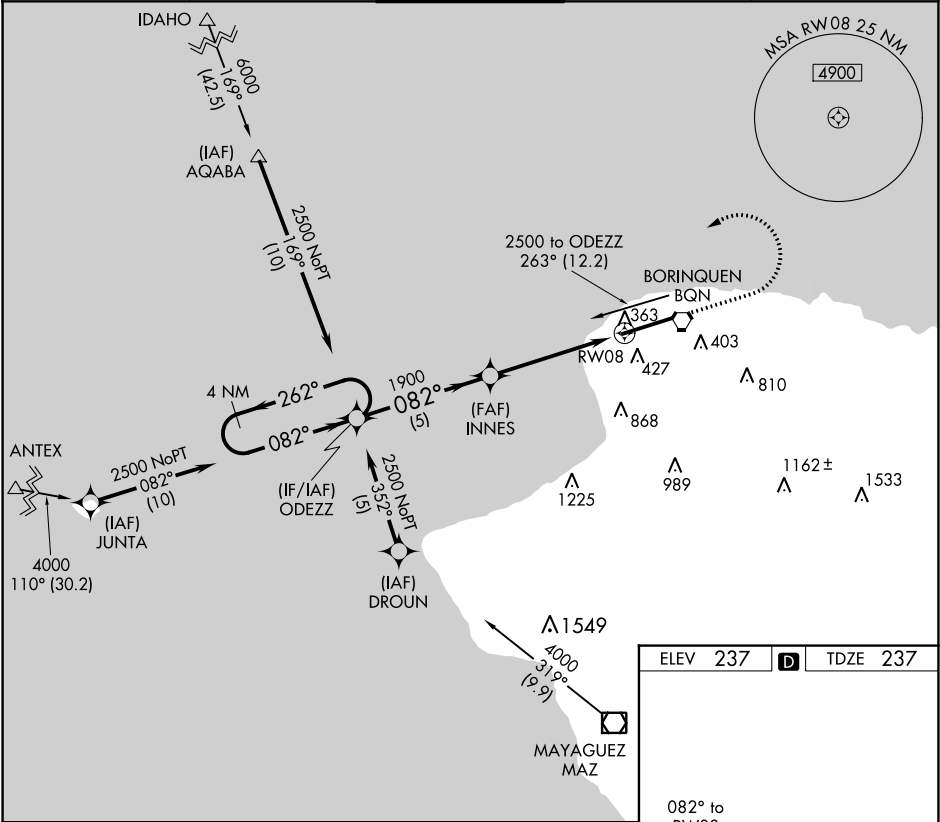 IDAHO
6000
169°
(42.5)
MSA RW08 25 NM
4900
(IAF)
AQABA
2500 NoPT
169°
(10)
2500 to ODEZZ
263° (12.2)
BORINQUEN
BQN
363
RW08
403
427
810
4 NM
262°
082°
1900
082°
(5)
(FAF)
INNES
868
ANTEX
2500 NoPT
082°
(10)
(IF/IAF)
ODEZZ
2500 NoPT
352°
(5)
1225
989
1162±
1533
(IAF)
JUNTA
4000
110° (30.2)
(IAF)
DROUN
1549
4000
319°
(9.9)
MAYAGUEZ
MAZ
ELEV 237 D TDZE 237
082° to
RW08